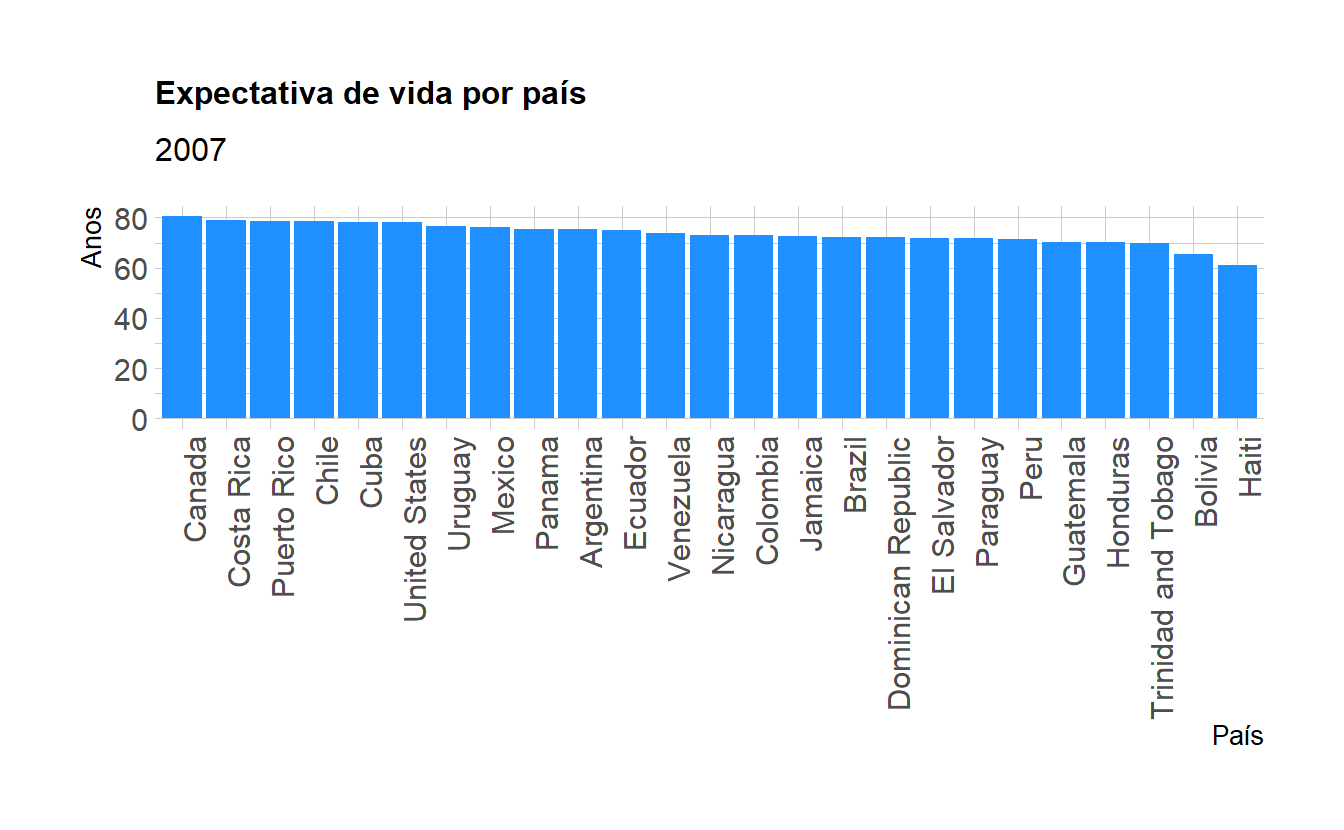 Expectativa de vida por país
2007
Anos
80
60
40
20
0
Canada
Costa Rica
Puerto Rico
Chile
Cuba
United States
Uruguay
Mexico
Panama
Argentina
Ecuador
Venezuela
Nicaragua
Colombia
Jamaica
Brazil
Dominican Republic
El Salvador
Paraguay
Peru
Guatemala
Honduras
Trinidad and Tobago
Bolivia
Haiti
País